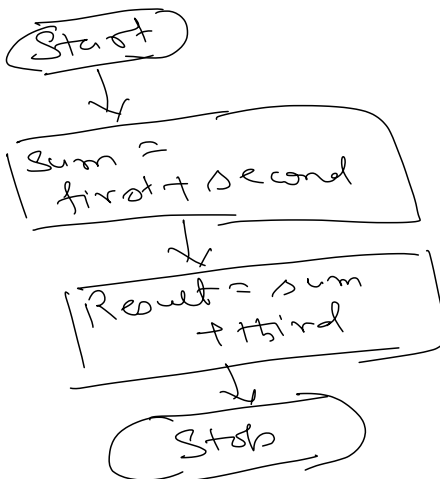 Start
Sum =
first + second
Result = sum
+ third
Stop